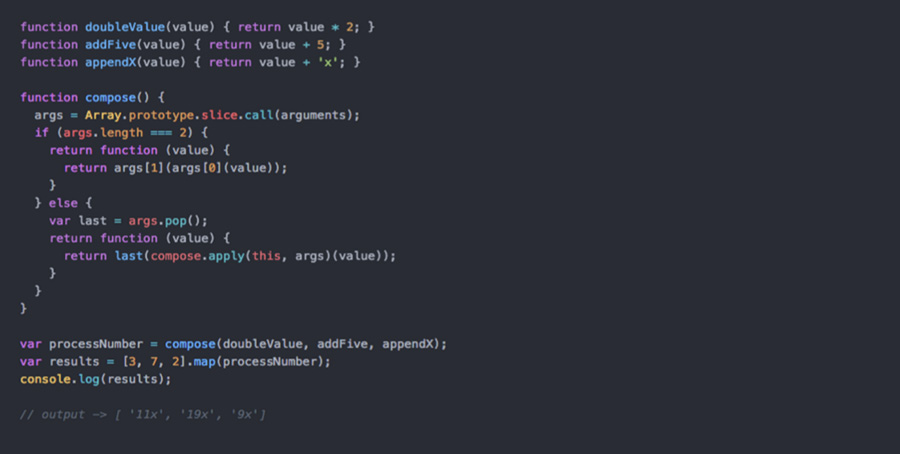 function doubleValue(value) { return value * 2; }
function addFive(value) { return value + 5; }
function appendX(value) { return value + 'x'; }

function compose() {
  args = Array.prototype.slice.call(arguments);
  if (args.length === 2) {
    return function (value) {
      return args[1](args[0](value));
    }
  } else {
    var last = args.pop();
    return function (value) {
      return last(compose.apply(this, args)(value));
    }
  }
}

var processNumber = compose(doubleValue, addFive, appendX);
var results = [3, 7, 2].map(processNumber);
console.log(results);

// output -> [ '11x', '19x', '9x']